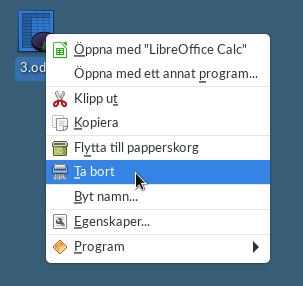 3.od
Öppna med "LibreOffice Calc"
Öppna med ett annat program...
Klipp ut
Kopiera
Flytta till papperskorg
Ta bort
Byt namn...
Egenskaper...
Program